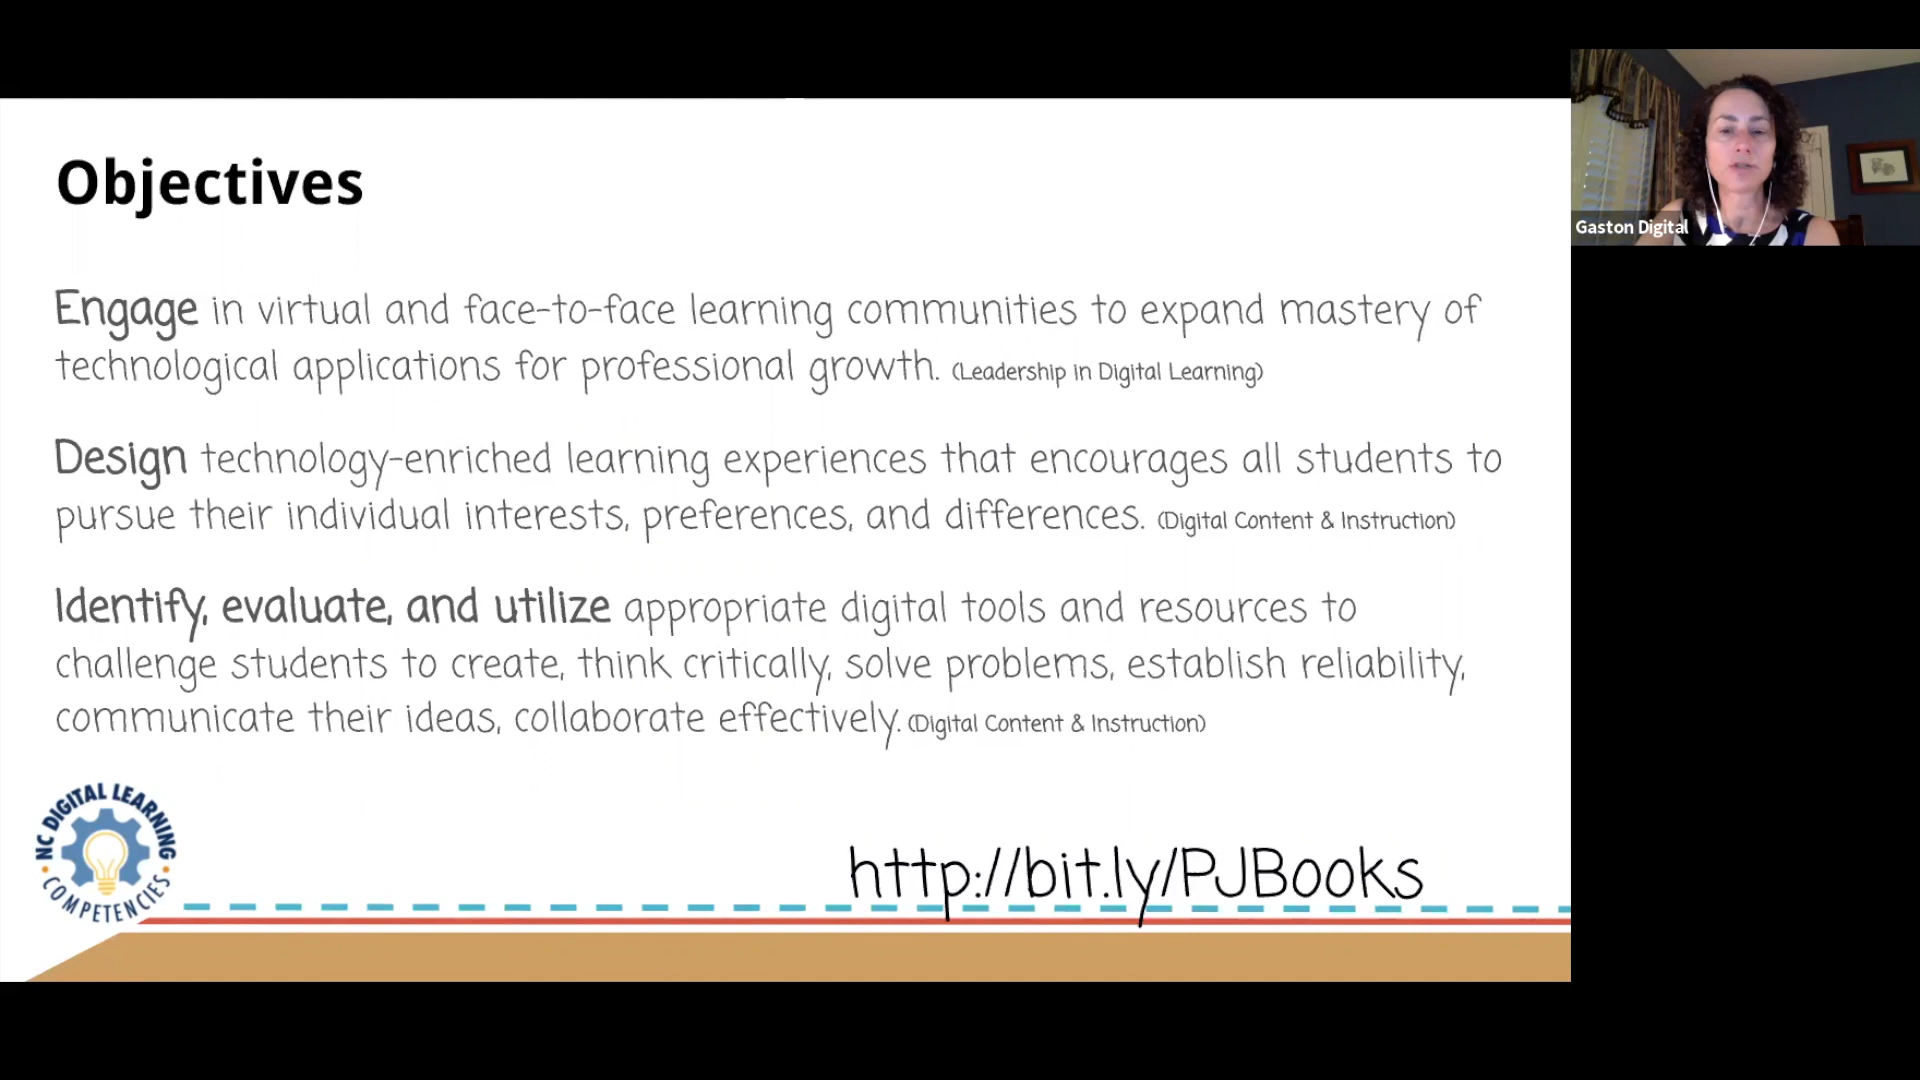 Objectives
Engage in virtual and face-to-face learning communities to expand mastery of
technological applications for professional growth. (Leadership in Digital Learning)
Design technology-enriched learning experiences that encourages all students to
pursue their individual interests, preferences, and differences. (Digital Content & Instruction)
Identify, evaluate, and utilize appropriate digital tools and resources to
challenge students to create, think critically, solve problems, establish reliability,
communicate their ideas, collaborate effectively. (Digital Content & Instruction)
NC DIGITAL LEARNING
• COMPETENCIES •
http://bit.ly/PJBooks
Gaston Digital